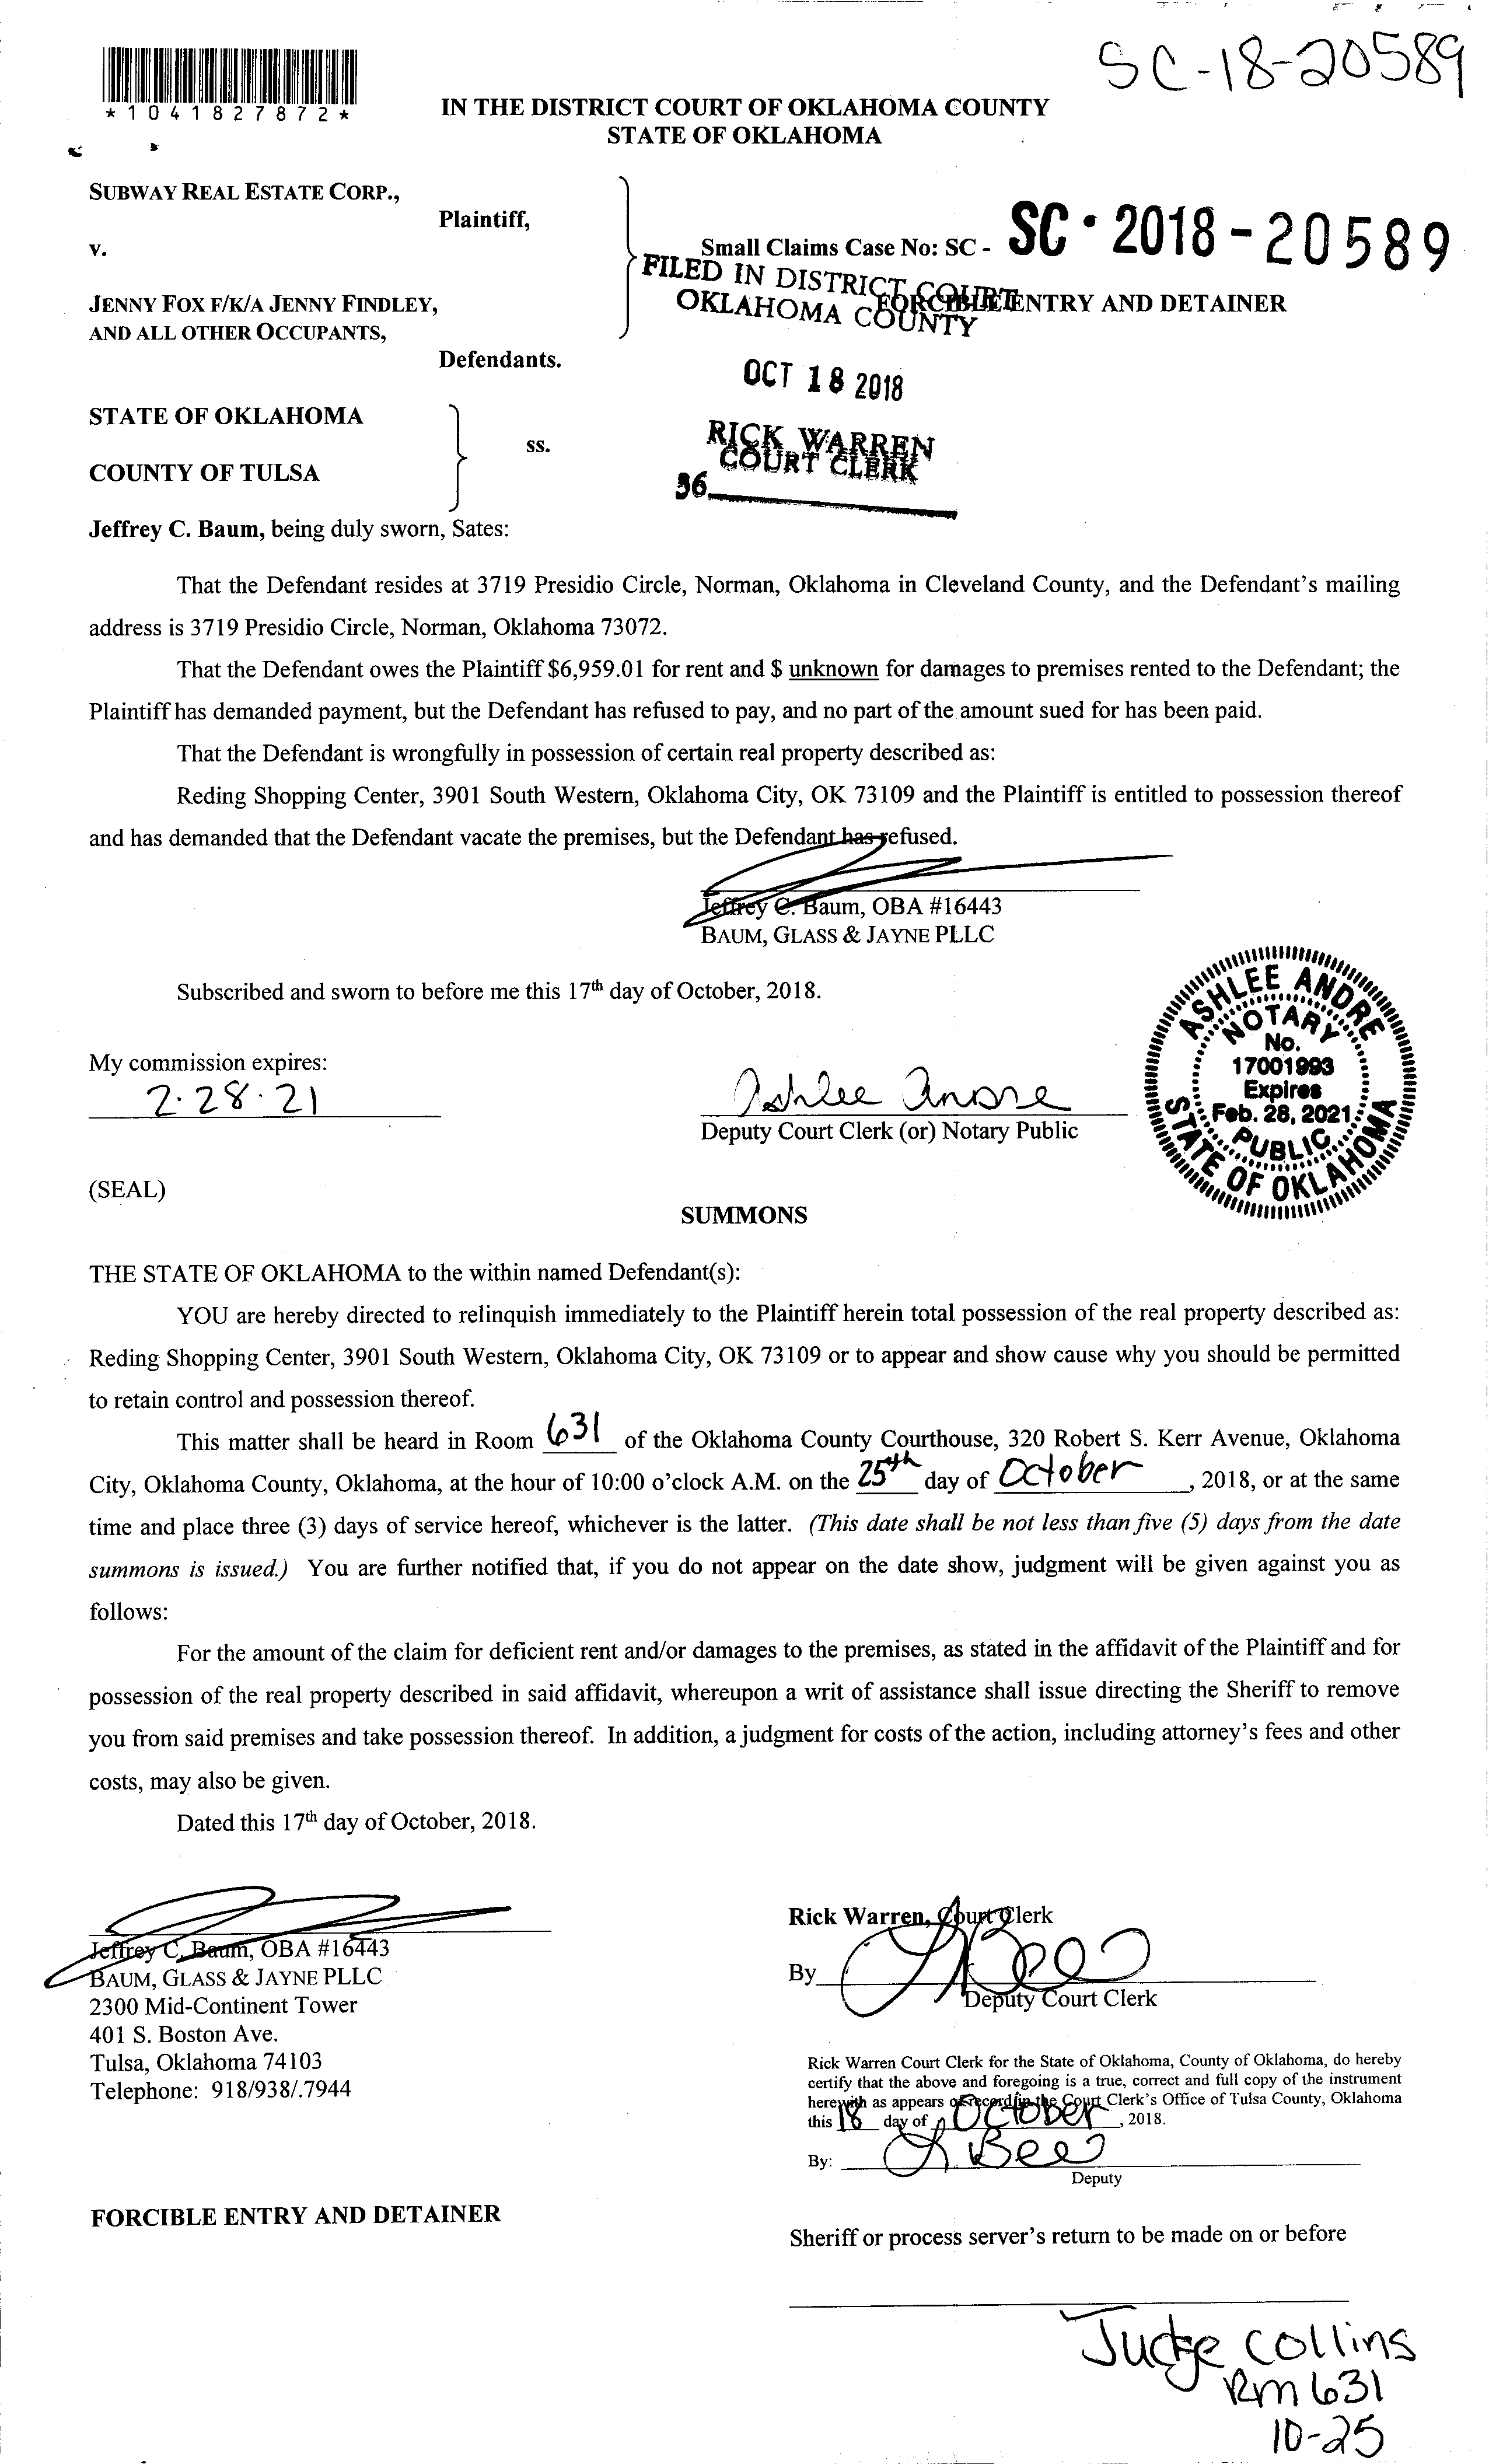 SC-18-20589
*1041827872*
IN THE DISTRICT COURT OF OKLAHOMA COUNTY
STATE OF OKLAHOMA
SUBWAY REAL ESTATE CORP.,
Plaintiff,
v.
Small Claims Case No: SC - SC · 2018-20589
FILED IN DISTRICT COURT
OKLAHOMA COUNTY
JENNY FOX F/K/A JENNY FINDLEY,
FORCIBLE ENTRY AND DETAINER
AND ALL OTHER OCCUPANTS,
Defendants.
OCT 18 2018
STATE OF OKLAHOMA
ss.
RICK WARREN
COURT CLERK
COUNTY OF TULSA
36
Jeffrey C. Baum, being duly sworn, Sates:
That the Defendant resides at 3719 Presidio Circle, Norman, Oklahoma in Cleveland County, and the Defendant's mailing
address is 3719 Presidio Circle, Norman, Oklahoma 73072.
That the Defendant owes the Plaintiff $6,959.01 for rent and $ unknown for damages to premises rented to the Defendant; the
Plaintiff has demanded payment, but the Defendant has refused to pay, and no part of the amount sued for has been paid.
That the Defendant is wrongfully in possession of certain real property described as:
Reding Shopping Center, 3901 South Western, Oklahoma City, OK 73109 and the Plaintiff is entitled to possession thereof
and has demanded that the Defendant vacate the premises, but the Defendant has refused.
Jeffrey C. Baum, OBA #16443
BAUM, GLASS & JAYNE PLLC
Subscribed and sworn to before me this 17th day of October, 2018.
ASHLEE ANDRE
NOTARY
No.
17001993
Expires
Feb. 28, 2021
PUBLIC
STATE OF OKLAHOMA
My commission expires:
2.28.21
Ashlee Andre
Deputy Court Clerk (or) Notary Public
(SEAL)
SUMMONS
THE STATE OF OKLAHOMA to the within named Defendant(s):
YOU are hereby directed to relinquish immediately to the Plaintiff herein total possession of the real property described as:
Reding Shopping Center, 3901 South Western, Oklahoma City, OK 73109 or to appear and show cause why you should be permitted
to retain control and possession thereof.
This matter shall be heard in Room 631 of the Oklahoma County Courthouse, 320 Robert S. Kerr Avenue, Oklahoma
City, Oklahoma County, Oklahoma, at the hour of 10:00 o'clock A.M. on the 25th day of October, 2018, or at the same
time and place three (3) days of service hereof, whichever is the latter. (This date shall be not less than five (5) days from the date
summons is issued.) You are further notified that, if you do not appear on the date show, judgment will be given against you as
follows:
For the amount of the claim for deficient rent and/or damages to the premises, as stated in the affidavit of the Plaintiff and for
possession of the real property described in said affidavit, whereupon a writ of assistance shall issue directing the Sheriff to remove
you from said premises and take possession thereof. In addition, a judgment for costs of the action, including attorney's fees and other
costs, may also be given.
Dated this 17th day of October, 2018.
Jeffrey C. Baum, OBA #16443
BAUM, GLASS & JAYNE PLLC
2300 Mid-Continent Tower
401 S. Boston Ave.
Tulsa, Oklahoma 74103
Telephone: 918/938/.7944
Rick Warren, Court Clerk
By
Deputy Court Clerk
Rick Warren Court Clerk for the State of Oklahoma, County of Oklahoma, do hereby
certify that the above and foregoing is a true, correct and full copy of the instrument
herewith as appears of record in the Court Clerk's Office of Tulsa County, Oklahoma
this 18 day of October, 2018.
By:
Deputy
FORCIBLE ENTRY AND DETAINER
Sheriff or process server's return to be made on or before
Judge Collins
Rm 631
10-25